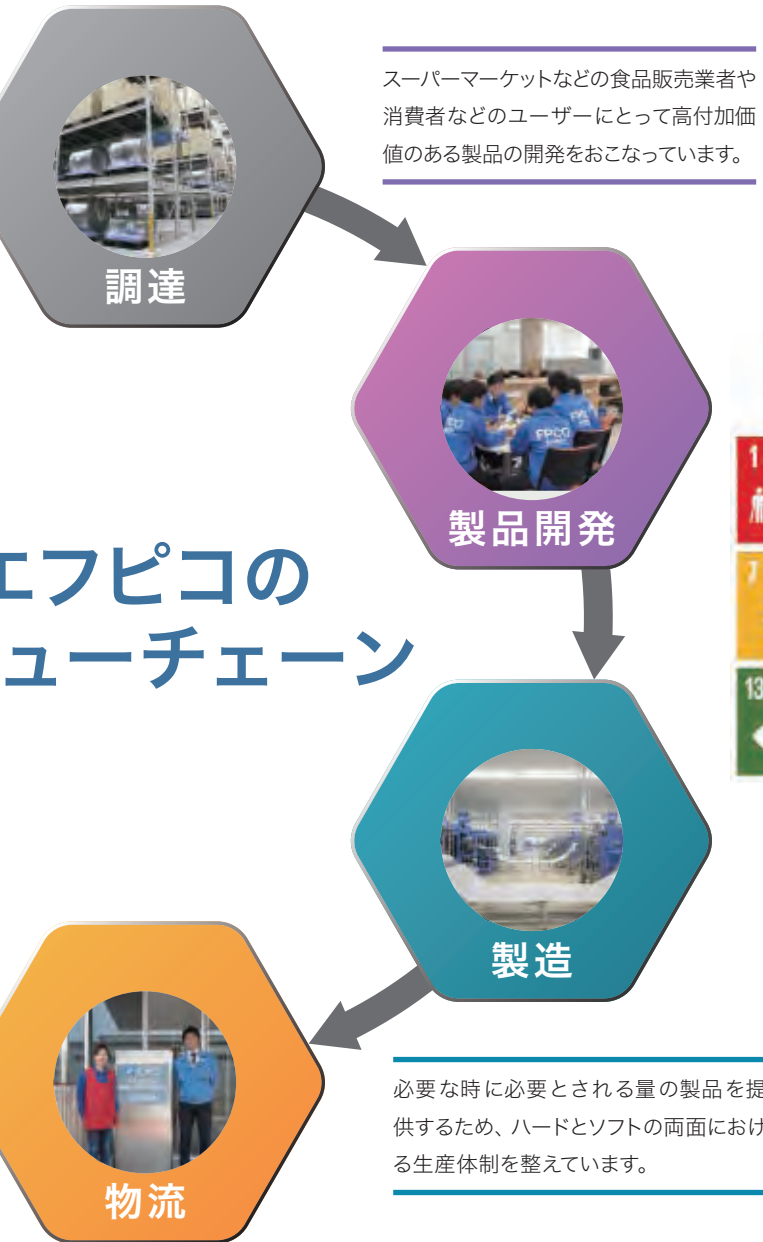 スーパーマーケットなどの食品販売業者や
消費者などのユーザーにとって高付加価
値のある製品の開発をおこなっています。
調達
FPCO
製品開発
エフピコの
ューチェーン
1
7
13
製造
必要な時に必要とされる量の製品を提
供するため、ハードとソフトの両面におけ
る生産体制を整えています。
物流